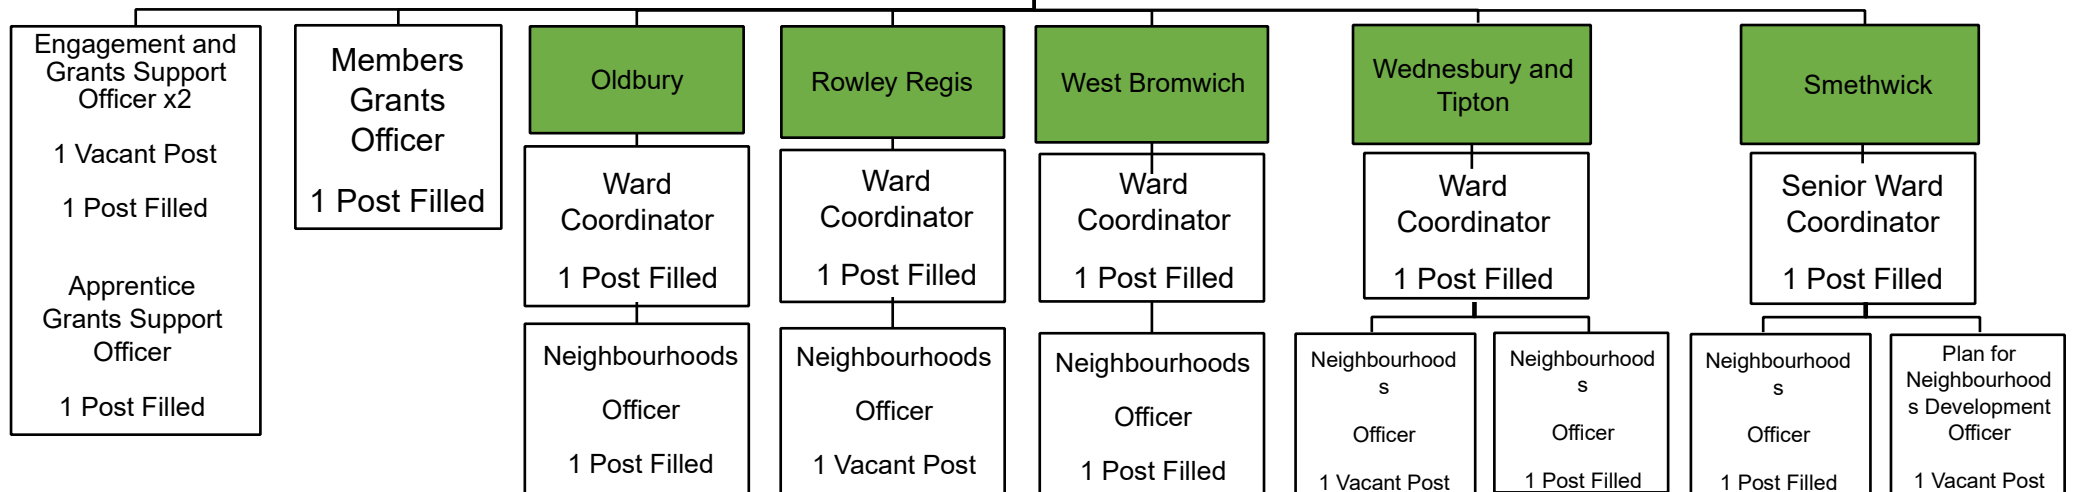 Engagement and
Grants Support
Officer x2
1 Vacant Post
1 Post Filled
Apprentice
Grants Support
Officer
1 Post Filled
Members
Grants
Officer
1 Post Filled
Oldbury
Ward
Coordinator
1 Post Filled
Neighbourhoods
Officer
1 Post Filled
Rowley Regis
Ward
Coordinator
1 Post Filled
Neighbourhoods
Officer
1 Vacant Post
West Bromwich
Ward
Coordinator
1 Post Filled
Neighbourhoods
Officer
1 Post Filled
Wednesbury and
Tipton
Ward
Coordinator
1 Post Filled
Neighbourhood
s
Officer
1 Vacant Post
Neighbourhood
s
Officer
1 Post Filled
Smethwick
Senior Ward
Coordinator
1 Post Filled
Neighbourhood
s
Officer
1 Post Filled
Plan for
Neighbourhood
s Development
Officer
1 Vacant Post